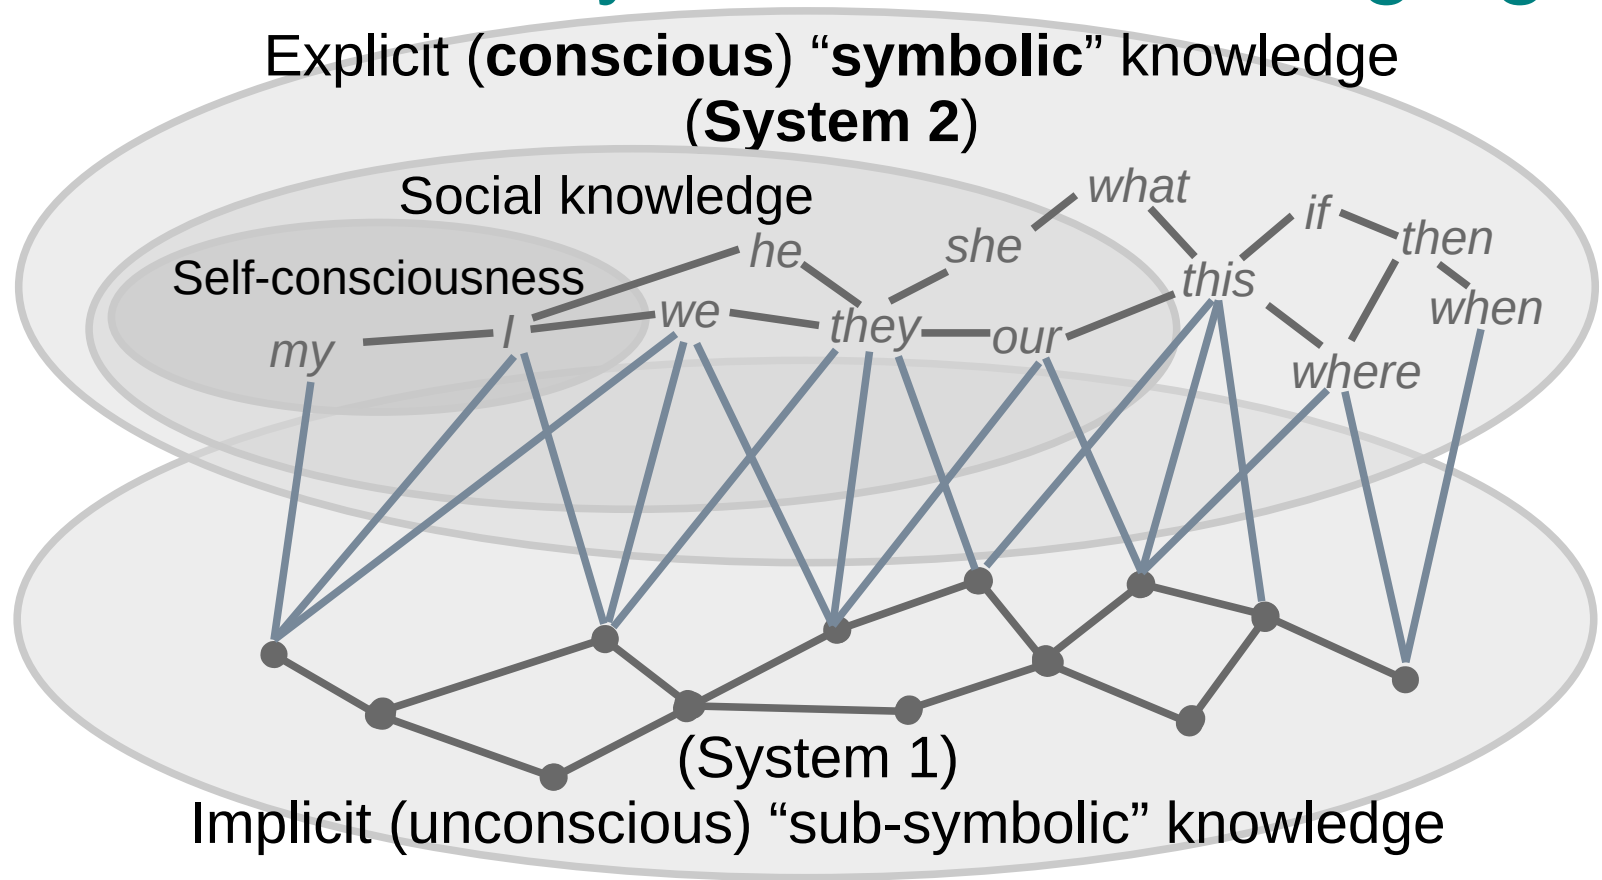 Explicit (conscious) “symbolic” knowledge
(System 2)
Social knowledge
Self-consciousness
my
I
he
we
they
she
our
what
this
if
then
when
where
(System 1)
Implicit (unconscious) “sub-symbolic” knowledge